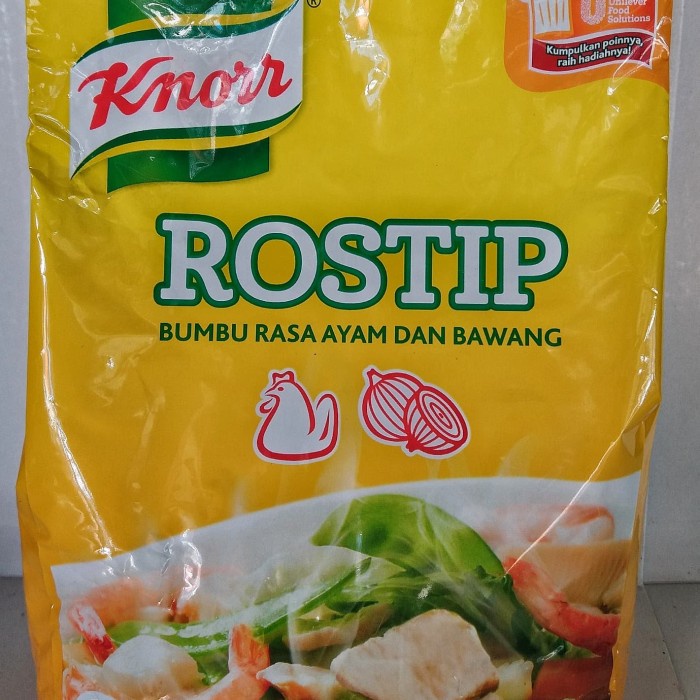 ®
Knorr
Unilever
Food
Solutions
Kumpulkan poinnya,
raih hadiahnya!
ROSTIP
BUMBU RASA AYAM DAN BAWANG